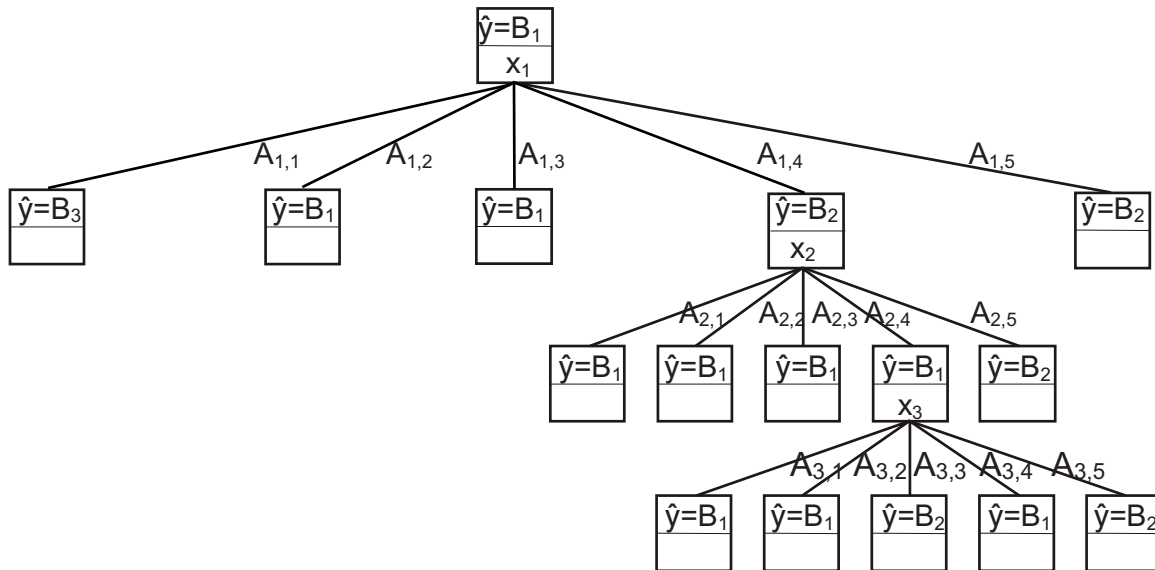 ŷ=B₁
x₁
A₁,₁ A₁,₂ A₁,₃ A₁,₄ A₁,₅
ŷ=B₃ ŷ=B₁ ŷ=B₁ ŷ=B₂ ŷ=B₂
x₂
A₂,₁ A₂,₂ A₂,₃ A₂,₄ A₂,₅
ŷ=B₁ ŷ=B₁ ŷ=B₁ ŷ=B₁ ŷ=B₂
x₃
A₃,₁ A₃,₂ A₃,₃ A₃,₄ A₃,₅
ŷ=B₁ ŷ=B₁ ŷ=B₂ ŷ=B₁ ŷ=B₂